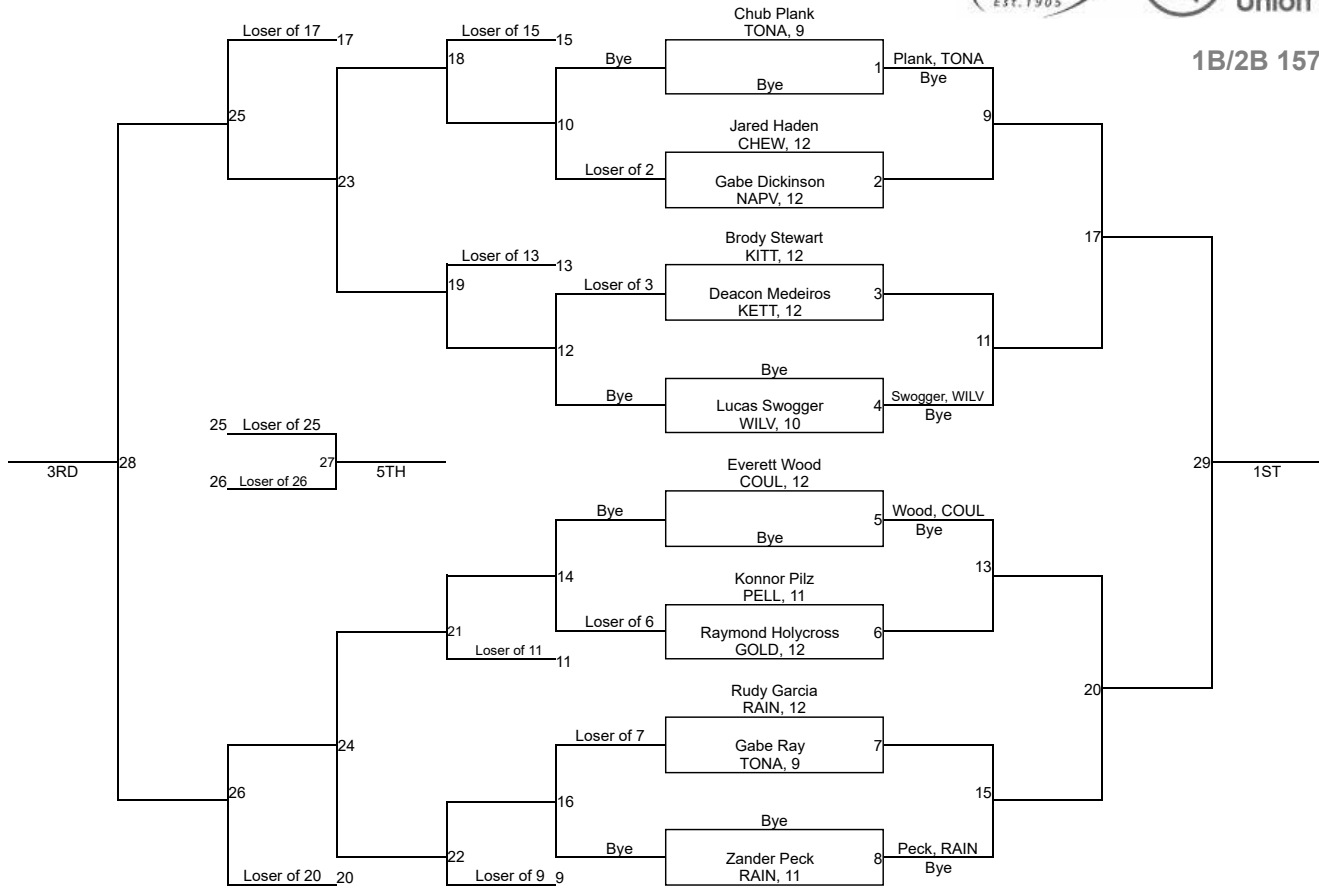 Est. 1905
Union
1B/2B 157
Chub Plank
TONA, 9
Bye
1
Plank, TONA
Bye
Jared Haden
CHEW, 12
Gabe Dickinson
NAPV, 12
2
9
Brody Stewart
KITT, 12
Deacon Medeiros
KETT, 12
3
Bye
Lucas Swogger
WILV, 10
4
Swogger, WILV
Bye
11
17
Everett Wood
COUL, 12
Bye
5
Wood, COUL
Bye
Konnor Pilz
PELL, 11
Raymond Holycross
GOLD, 12
6
13
Rudy Garcia
RAIN, 12
Gabe Ray
TONA, 9
7
Bye
Zander Peck
RAIN, 11
8
Peck, RAIN
Bye
15
20
29
1ST
Loser of 17
17
Loser of 15
15
18
Bye
10
Loser of 2
25
23
Loser of 13
13
19
Loser of 3
12
Bye
25
Loser of 25
27
5TH
26
Loser of 26
3RD
28
Bye
14
Loser of 6
21
Loser of 11
11
24
Loser of 7
16
Bye
26
22
Loser of 20
20
Loser of 9
9